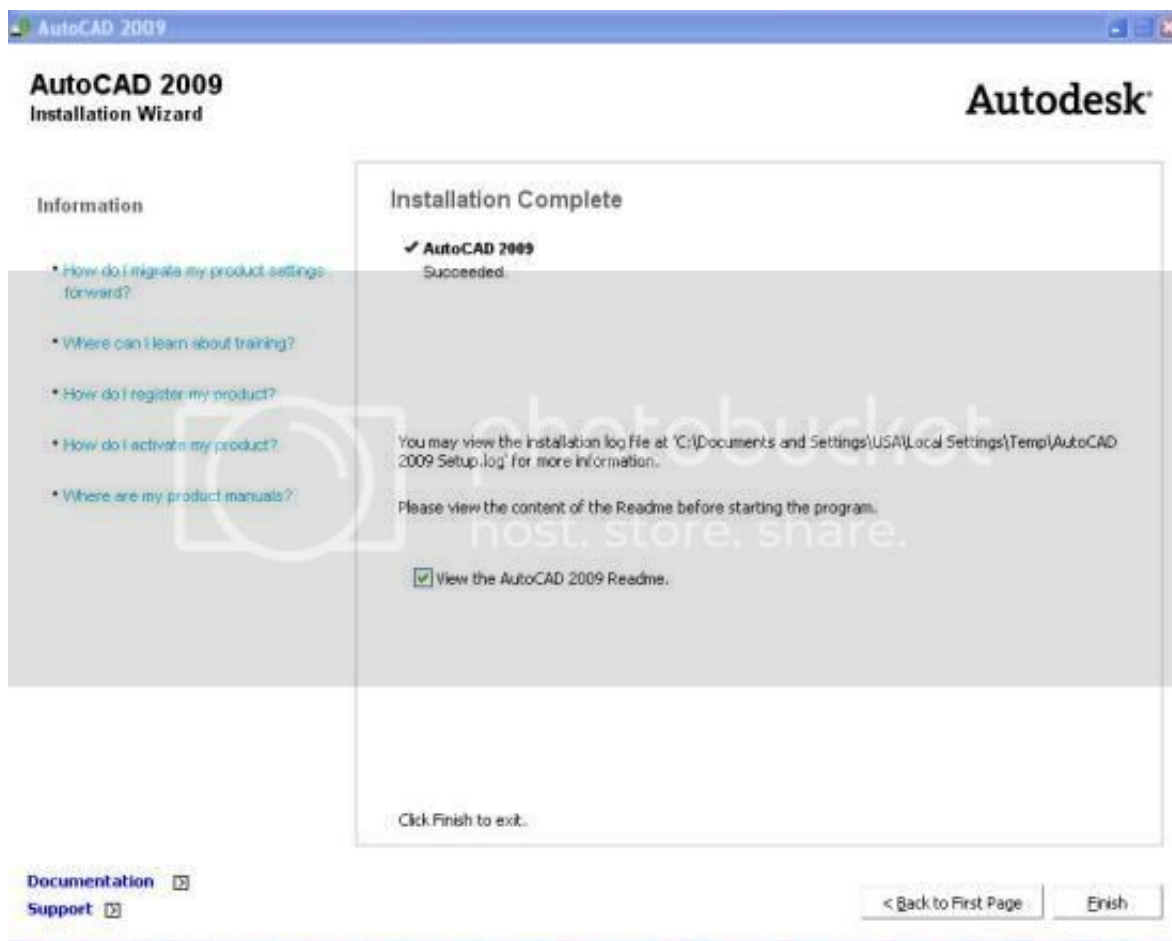 AutoCAD 2009
AutoCAD 2009
Installation Wizard
Autodesk
Information
• How do I migrate my product settings
forward?
• Where can I learn about training?
• How do I register my product?
• How do I activate my product?
• Where are my product manuals?
Installation Complete
✔ AutoCAD 2009
Succeeded.
You may view the installation log file at 'C:\Documents and Settings\USA\Local Settings\Temp\AutoCAD
2009 Setup.log' for more information.
Please view the content of the Readme before starting the program.
View the AutoCAD 2009 Readme.
Click Finish to exit.
photobucket
host. store. share.
Documentation
Support
< Back to First Page
Finish